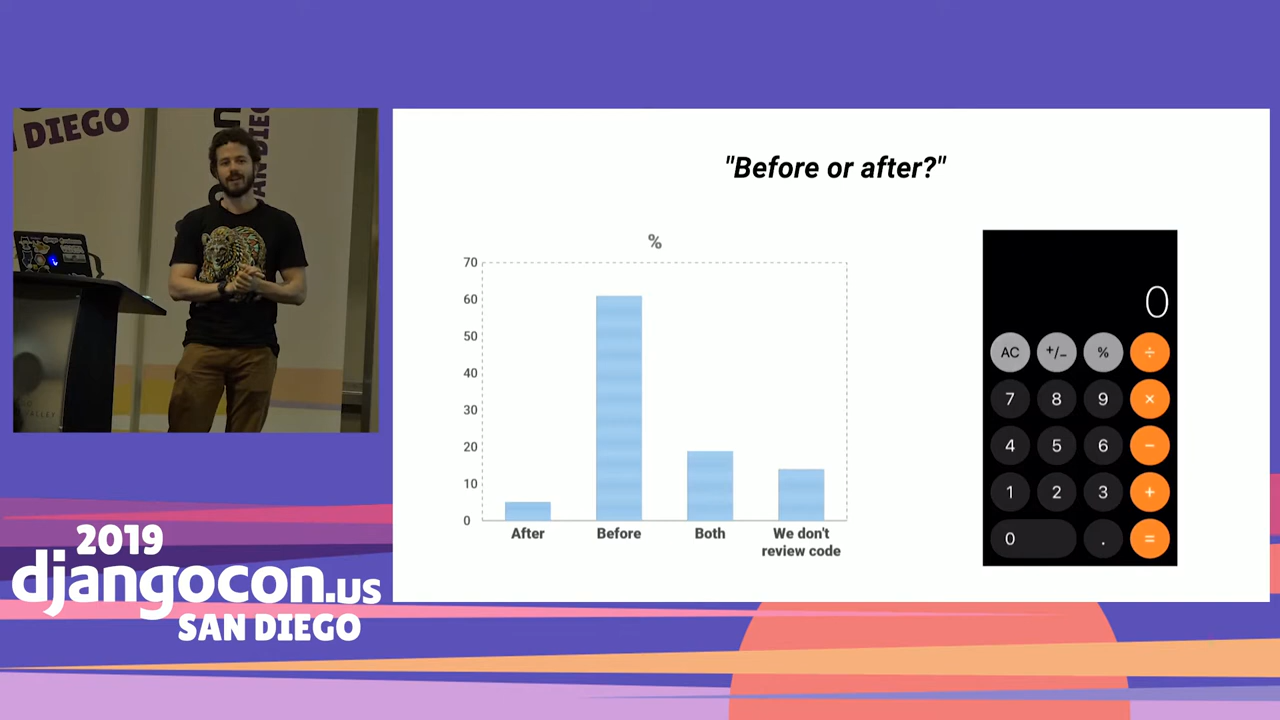 DIEGO
"Before or after?"
%
70
60
50
40
30
20
10
0
After
Before
Both
We don't
review code
0
AC
+/-
%
÷
7
8
9
×
4
5
6
−
1
2
3
+
0
.
=
2019
djangocon.us
SAN DIEGO